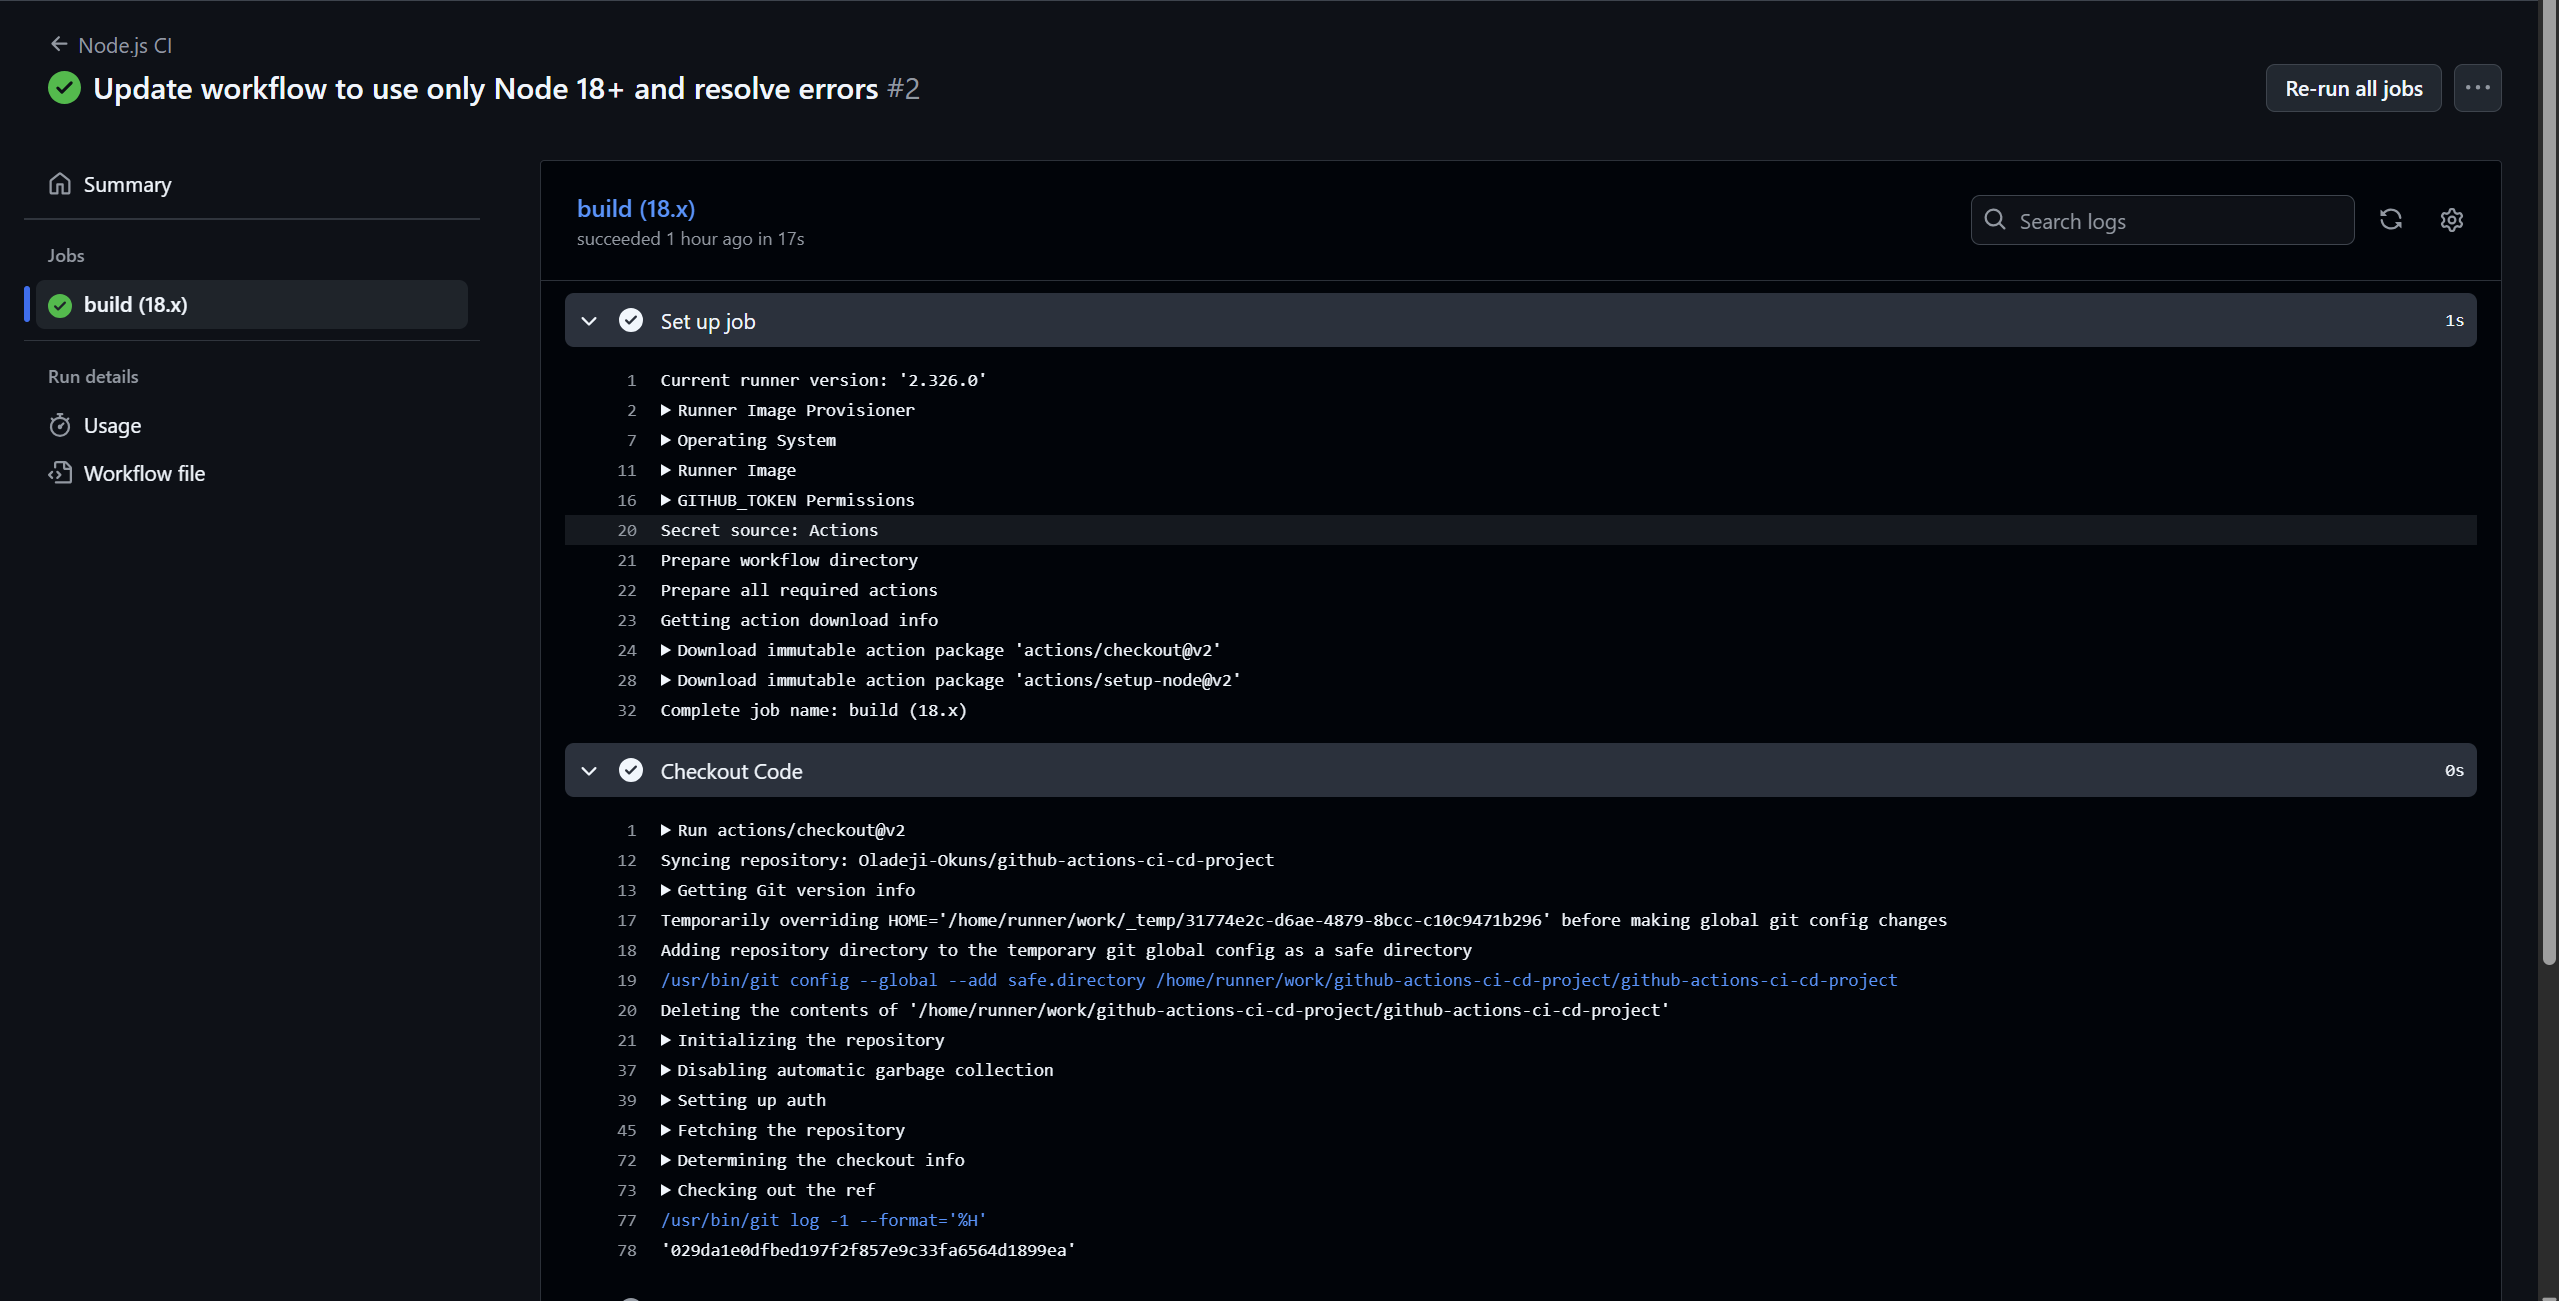 Node.js CI
Update workflow to use only Node 18+ and resolve errors #2
Re-run all jobs
Summary
Jobs
build (18.x)
Run details
Usage
Workflow file
build (18.x)
succeeded 1 hour ago in 17s
Search logs
Set up job 1s
1 Current runner version: '2.326.0'
2 Runner Image Provisioner
7 Operating System
11 Runner Image
16 GITHUB_TOKEN Permissions
20 Secret source: Actions
21 Prepare workflow directory
22 Prepare all required actions
23 Getting action download info
24 Download immutable action package 'actions/checkout@v2'
28 Download immutable action package 'actions/setup-node@v2'
32 Complete job name: build (18.x)
Checkout Code 0s
1 Run actions/checkout@v2
12 Syncing repository: Oladeji-Okuns/github-actions-ci-cd-project
13 Getting Git version info
17 Temporarily overriding HOME='/home/runner/work/_temp/31774e2c-d6ae-4879-8bcc-c10c9471b296' before making global git config changes
18 Adding repository directory to the temporary git global config as a safe directory
19 /usr/bin/git config --global --add safe.directory /home/runner/work/github-actions-ci-cd-project/github-actions-ci-cd-project
20 Deleting the contents of '/home/runner/work/github-actions-ci-cd-project/github-actions-ci-cd-project'
21 Initializing the repository
37 Disabling automatic garbage collection
39 Setting up auth
45 Fetching the repository
72 Determining the checkout info
73 Checking out the ref
77 /usr/bin/git log -1 --format='%H'
78 '029da1e0dfbed197f2f857e9c33fa6564d1899ea'